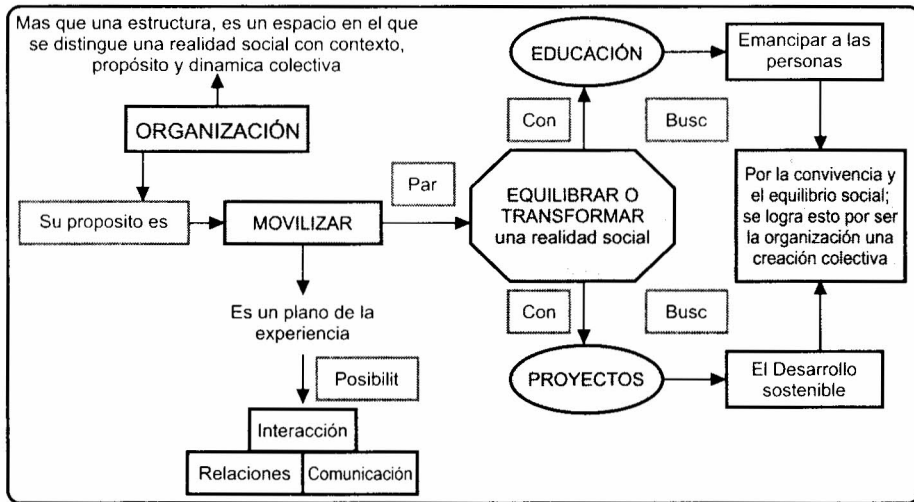 Mas que una estructura, es un espacio en el que
se distingue una realidad social con contexto,
propósito y dinamica colectiva
ORGANIZACIÓN
Su proposito es
MOVILIZAR
Par
EQUILIBRAR O
TRANSFORMAR
una realidad social
Es un plano de la
experiencia
Posibilit
Interacción
Relaciones
Comunicación
Con
EDUCACIÓN
Busc
Emancipar a las
personas
Por la convivencia y
el equilibrio social;
se logra esto por ser
la organización una
creación colectiva
Con
PROYECTOS
Busc
El Desarrollo
sostenible